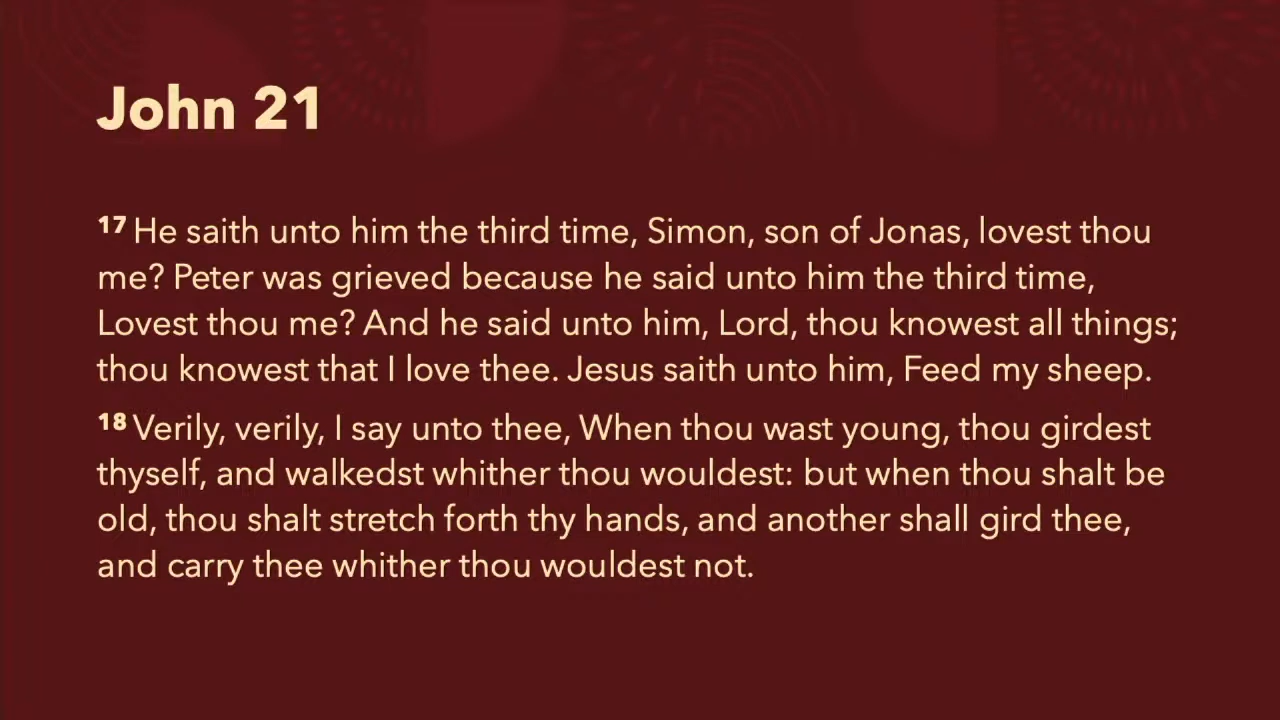 John 21
17 He saith unto him the third time, Simon, son of Jonas, lovest thou
me? Peter was grieved because he said unto him the third time,
Lovest thou me? And he said unto him, Lord, thou knowest all things;
thou knowest that I love thee. Jesus saith unto him, Feed my sheep.
18 Verily, verily, I say unto thee, When thou wast young, thou girdest
thyself, and walkedst whither thou wouldest: but when thou shalt be
old, thou shalt stretch forth thy hands, and another shall gird thee,
and carry thee whither thou wouldest not.